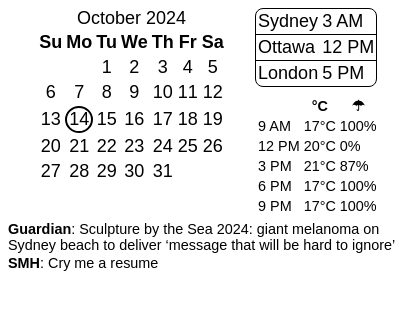 October 2024
Su Mo Tu We Th Fr Sa
1 2 3 4 5
6 7 8 9 10 11 12
13 14 15 16 17 18 19
20 21 22 23 24 25 26
27 28 29 30 31
Sydney 3 AM
Ottawa 12 PM
London 5 PM
°C ☂
9 AM 17°C 100%
12 PM 20°C 0%
3 PM 21°C 87%
6 PM 17°C 100%
9 PM 17°C 100%
Guardian: Sculpture by the Sea 2024: giant melanoma on
Sydney beach to deliver ‘message that will be hard to ignore’
SMH: Cry me a resume